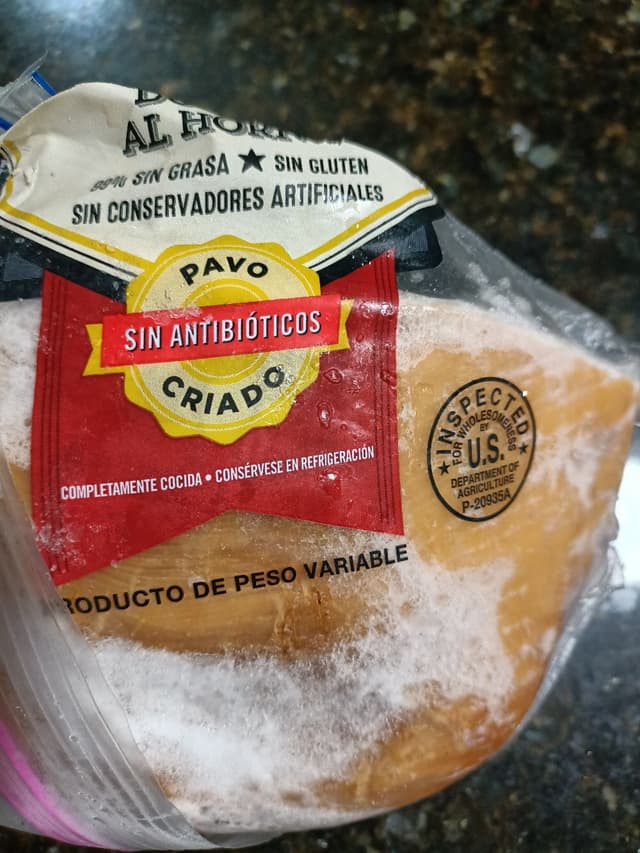 AL HORNO
99% SIN GRASA ★ SIN GLUTEN
SIN CONSERVADORES ARTIFICIALES
PAVO
SIN ANTIBIÓTICOS
CRIADO
COMPLETAMENTE COCIDA • CONSÉRVESE EN REFRIGERACIÓN
RODUCTO DE PESO VARIABLE
INSPECTED
FOR WHOLESOMENESS
BY
U.S.
DEPARTMENT OF
AGRICULTURE
P-20935A